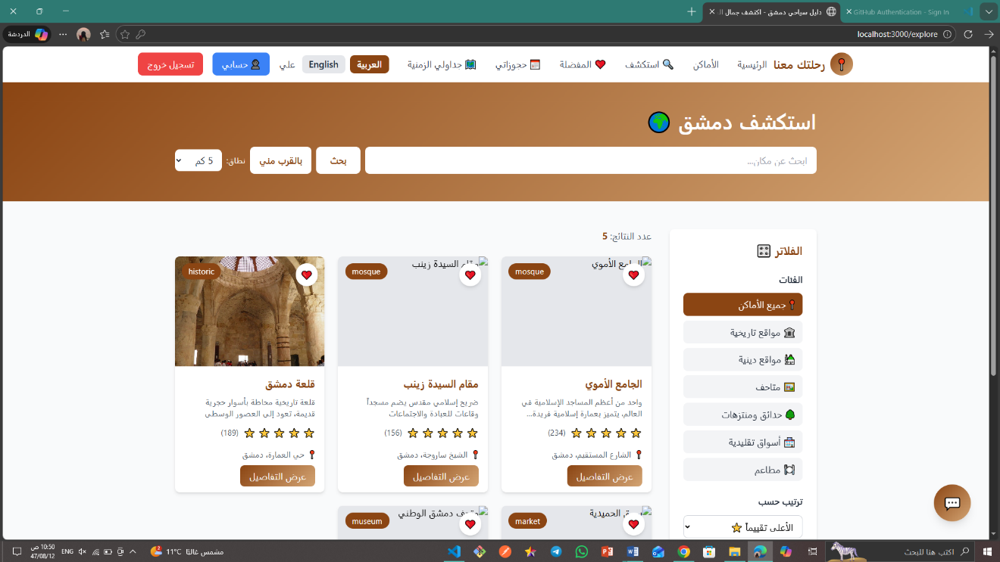 GitHub Authentication - Sign In
دليل سياحي دمشق - اكتشف جمال ال
localhost:3000/explore
الدردشة
رحلتك معنا
الرئيسية
الأماكن
استكشف
المفضلة
حجوزاتي
جداولي الزمنية
العربية
English
علي
حسابي
تسجيل خروج
استكشف دمشق
ابحث عن مكان...
بحث
بالقرب مني
نطاق:
5 كم
الفلاتر
الفئات
جميع الأماكن
مواقع تاريخية
مواقع دينية
متاحف
حدائق ومنتزهات
أسواق تقليدية
مطاعم
ترتيب حسب
الأعلى تقييماً
عدد النتائج: 5
الجامع الأموي
mosque
الجامع الأموي
واحد من أعظم المساجد الإسلامية في
العالم، يتميز بعمارة إسلامية فريدة...
(234)
الشارع المستقيم، دمشق
عرض التفاصيل
مقام السيدة زينب
mosque
مقام السيدة زينب
ضريح إسلامي مقدس يضم مسجداً
وقاعات للعبادة والاجتماعات
(156)
الشيخ ساروجة، دمشق
عرض التفاصيل
historic
قلعة دمشق
قلعة تاريخية محاطة بأسوار حجرية
قديمة، تعود إلى العصور الوسطى
(189)
حي العمارة، دمشق
عرض التفاصيل
سوق الحميدية
market
متحف دمشق الوطني
museum
اكتب هنا للبحث
مشمس غالبًا
11°C
2
ENG
10:50 ص
47/08/12